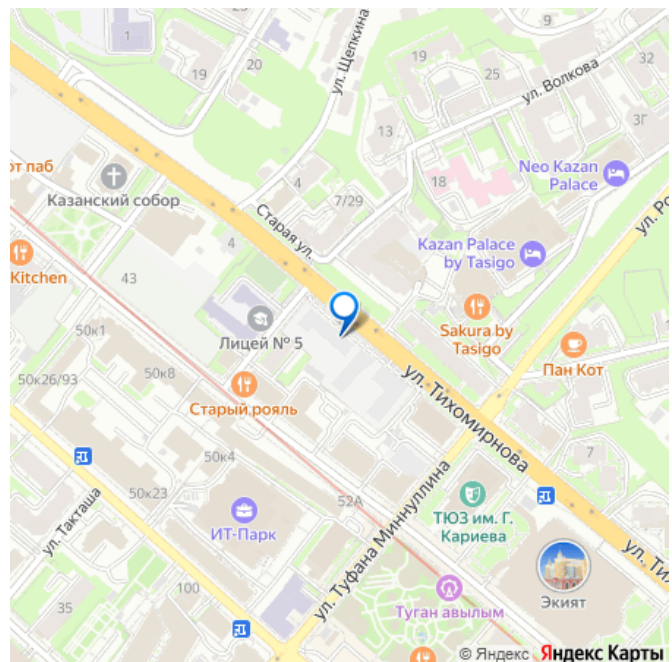 1
19
20
ул. Щепкина
19
25
ул. Волкова
32
13
3Г
от паб
Казанский собор
4
7/29
18
Neo Kazan
Palace
ул. Ро
Старая ул.
Kitchen
43
4
Kazan Palace
by Tasigo
50к1
Лицей № 5
Sakura by
Tasigo
50к26/93
50к8
Старый рояль
ул. Тихомирнова
Пан Кот
50к4
7
50к23
52А
ул. Такташа
ИТ-Парк
ул. Туфана Миннуллина
ТЮЗ им. Г.
Кариева
ул. Ти
100
Экият
35
Туган авылым
© Яндекс Яндекс Карты